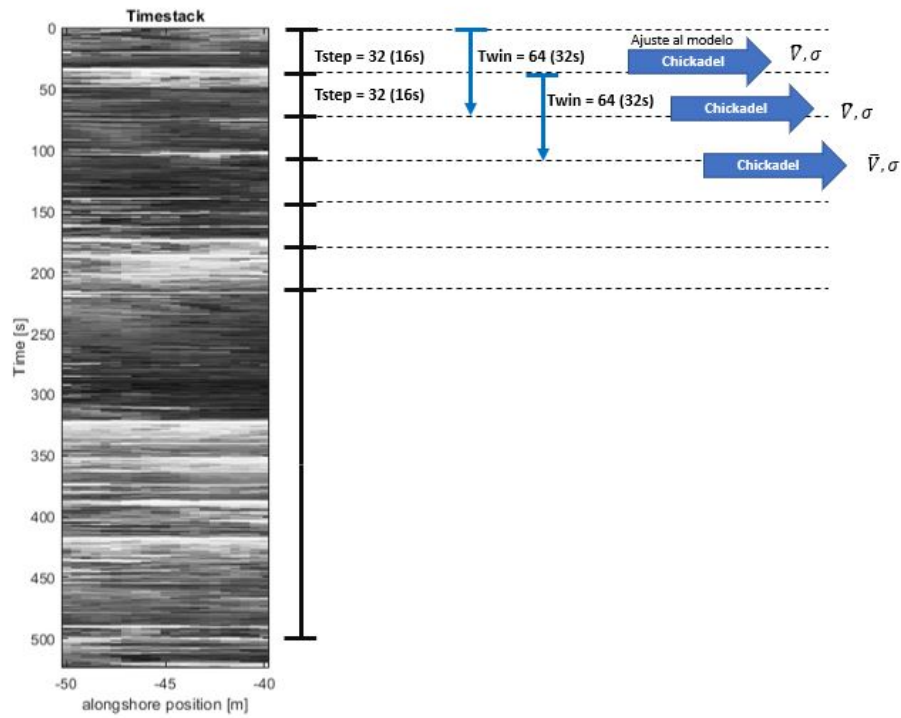 Timestack
0
50
100
150
200
250
300
350
400
450
500
Time [s]
-50
-45
-40
alongshore position [m]
Tstep = 32 (16s)
Twin = 64 (32s)
Tstep = 32 (16s)
Twin = 64 (32s)
Ajuste al modelo
Chickadel
V̄, σ
Chickadel
V̄, σ
Chickadel
V̄, σ